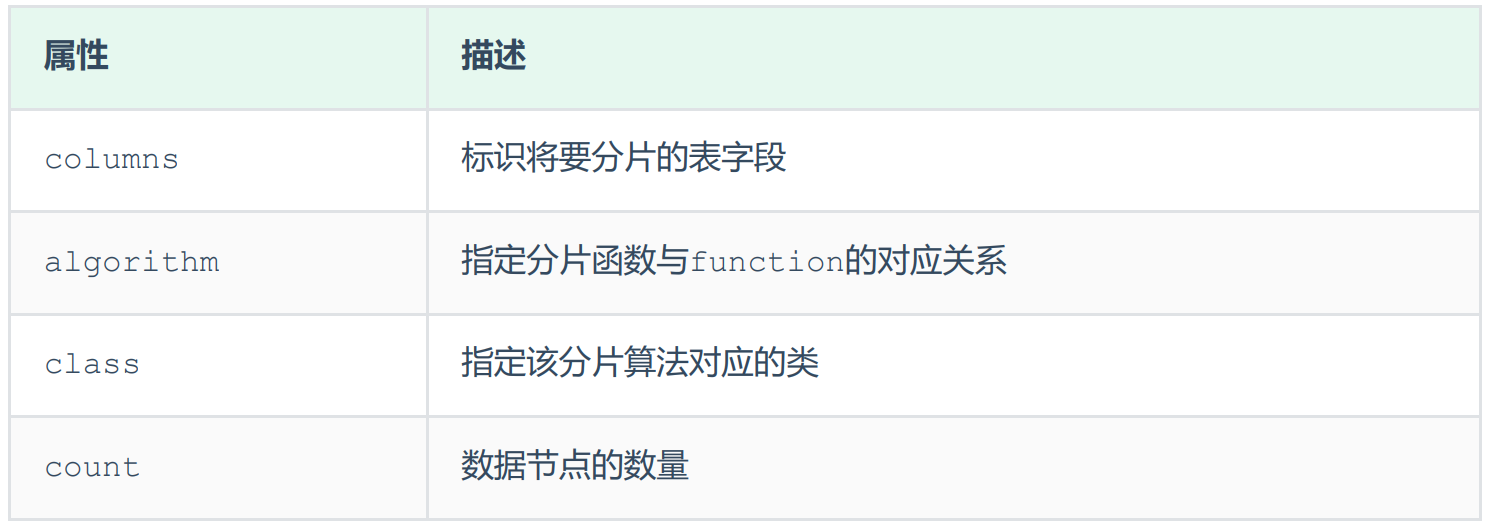 属性 描述
columns 标识将要分片的表字段
algorithm 指定分片函数与function的对应关系
class 指定该分片算法对应的类
count 数据节点的数量